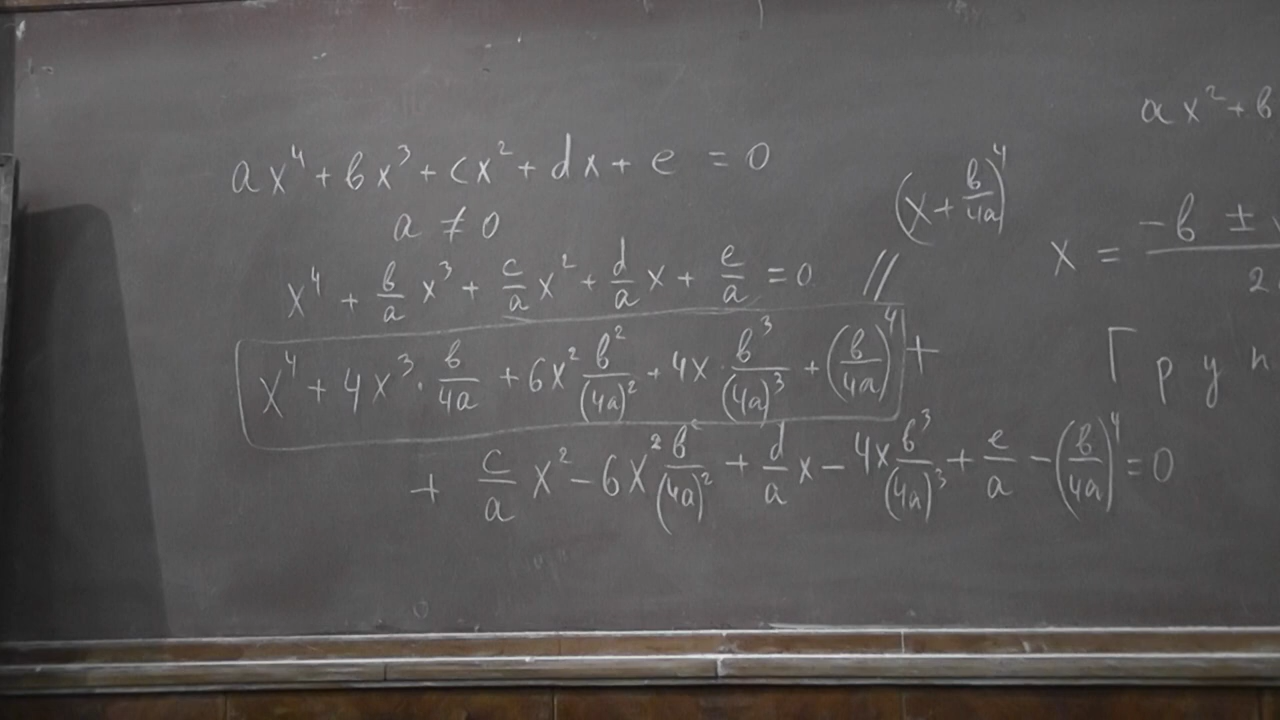 ax⁴ + bx³ + cx² + dx + e = 0
a ≠ 0
x⁴ + b/a x³ + c/a x² + d/a x + e/a = 0 //
(x + b/4a)⁴
x⁴ + 4x³ · b/4a + 6x² b²/(4a)² + 4x · b³/(4a)³ + (b/4a)⁴ +
+ c/a x² - 6x² b/(4a)² + d/a x - 4x b³/(4a)³ + e/a - (b/4a)⁴ = 0
ax² + b
x = -b ± / 2
Груп